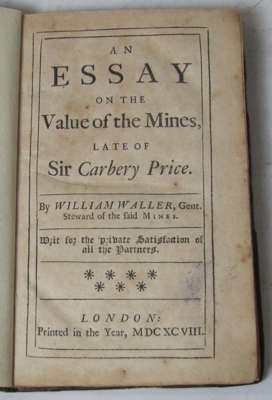 AN
ESSAY
ON THE
Value of the Mines,
LATE OF
Sir Carbery Price.
By WILLIAM WALLER, Gent.
Steward of the said MINES.
Writ for the private Satisfaction of
all the Partners.
LONDON:
Printed in the Year, MDCXCVIII.